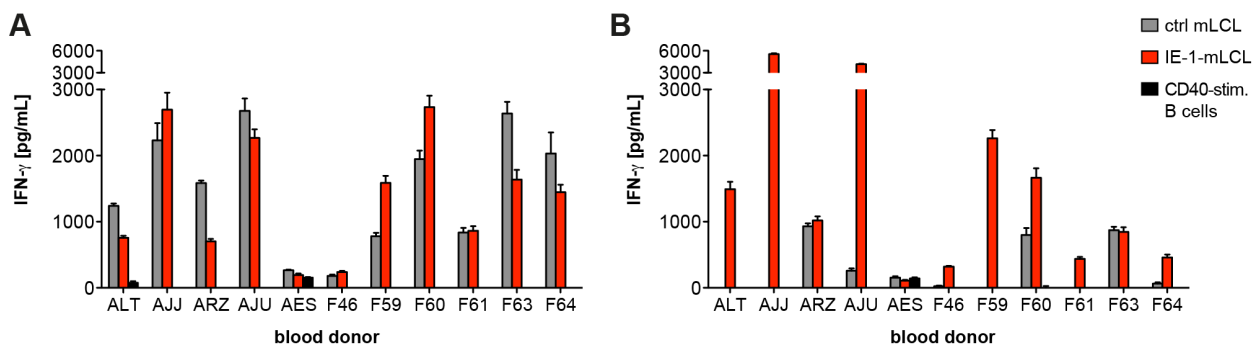 A
IFN-γ [pg/mL]
6000
3000
3000
2000
1000
0
ALT AJJ ARZ AJU AES F46 F59 F60 F61 F63 F64
blood donor
B
IFN-γ [pg/mL]
6000
3000
3000
2000
1000
0
ALT AJJ ARZ AJU AES F46 F59 F60 F61 F63 F64
blood donor
ctrl mLCL
IE-1-mLCL
CD40-stim.
B cells